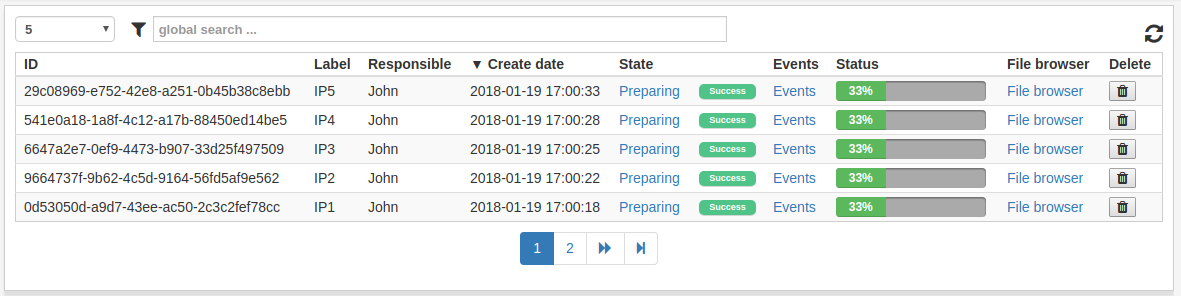 5 global search ...
ID Label Responsible ▼ Create date State Events Status File browser Delete
29c08969-e752-42e8-a251-0b45b38c8ebb IP5 John 2018-01-19 17:00:33 Preparing Success Events 33% File browser
541e0a18-1a8f-4c12-a17b-88450ed14be5 IP4 John 2018-01-19 17:00:28 Preparing Success Events 33% File browser
6647a2e7-0ef9-4473-b907-33d25f497509 IP3 John 2018-01-19 17:00:25 Preparing Success Events 33% File browser
9664737f-9b62-4c5d-9164-56fd5af9e562 IP2 John 2018-01-19 17:00:22 Preparing Success Events 33% File browser
0d53050d-a9d7-43ee-ac50-2c3c2fef78cc IP1 John 2018-01-19 17:00:18 Preparing Success Events 33% File browser
1 2